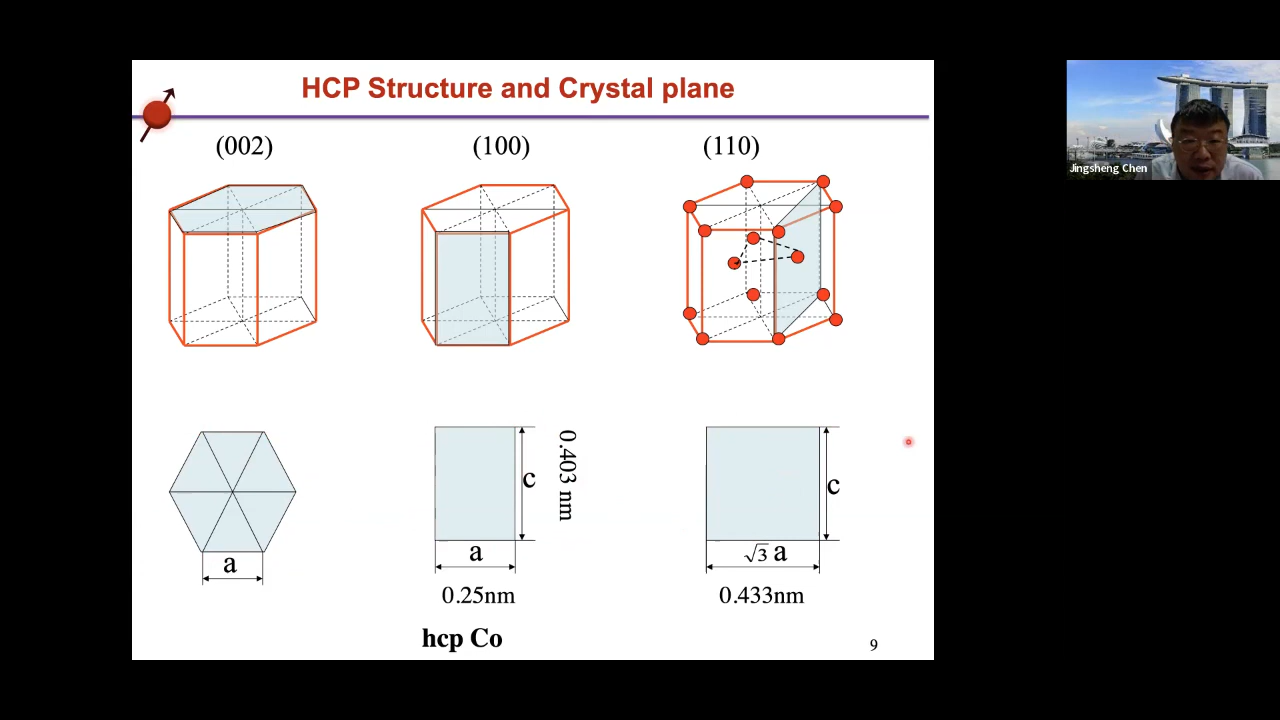 HCP Structure and Crystal plane
(002)
(100)
(110)
Jingsheng Chen
a
a
c
0.403 nm
√3 a
c
0.25nm
0.433nm
hcp Co
9